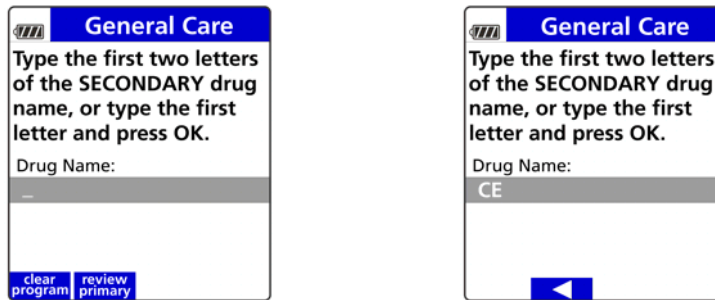 General Care
Type the first two letters
of the SECONDARY drug
name, or type the first
letter and press OK.
Drug Name:
_
clear program
review primary
General Care
Type the first two letters
of the SECONDARY drug
name, or type the first
letter and press OK.
Drug Name:
CE